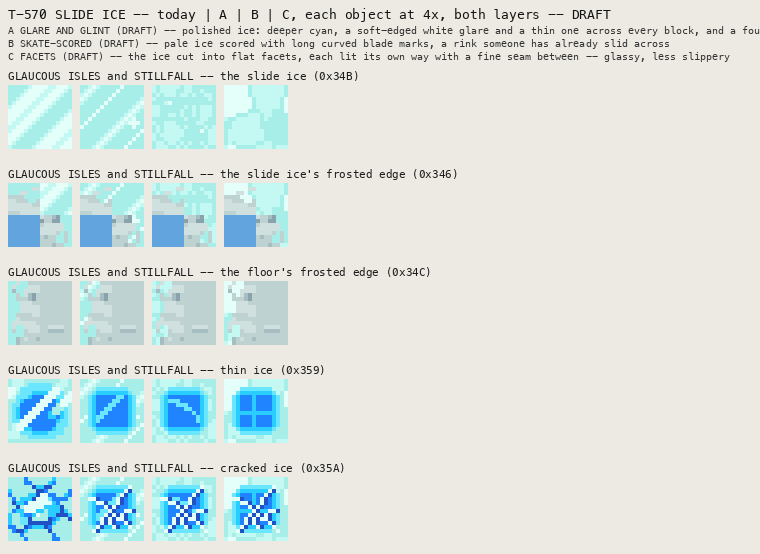 T-570 SLIDE ICE -- today | A | B | C, each object at 4x, both layers -- DRAFT
A GLARE AND GLINT (DRAFT) -- polished ice: deeper cyan, a soft-edged white glare and a thin one across every block, and a fou
B SKATE-SCORED (DRAFT) -- pale ice scored with long curved blade marks, a rink someone has already slid across
C FACETS (DRAFT) -- the ice cut into flat facets, each lit its own way with a fine seam between -- glassy, less slippery
GLAUCOUS ISLES and STILLFALL -- the slide ice (0x34B)
GLAUCOUS ISLES and STILLFALL -- the slide ice's frosted edge (0x346)
GLAUCOUS ISLES and STILLFALL -- the floor's frosted edge (0x34C)
GLAUCOUS ISLES and STILLFALL -- thin ice (0x359)
GLAUCOUS ISLES and STILLFALL -- cracked ice (0x35A)